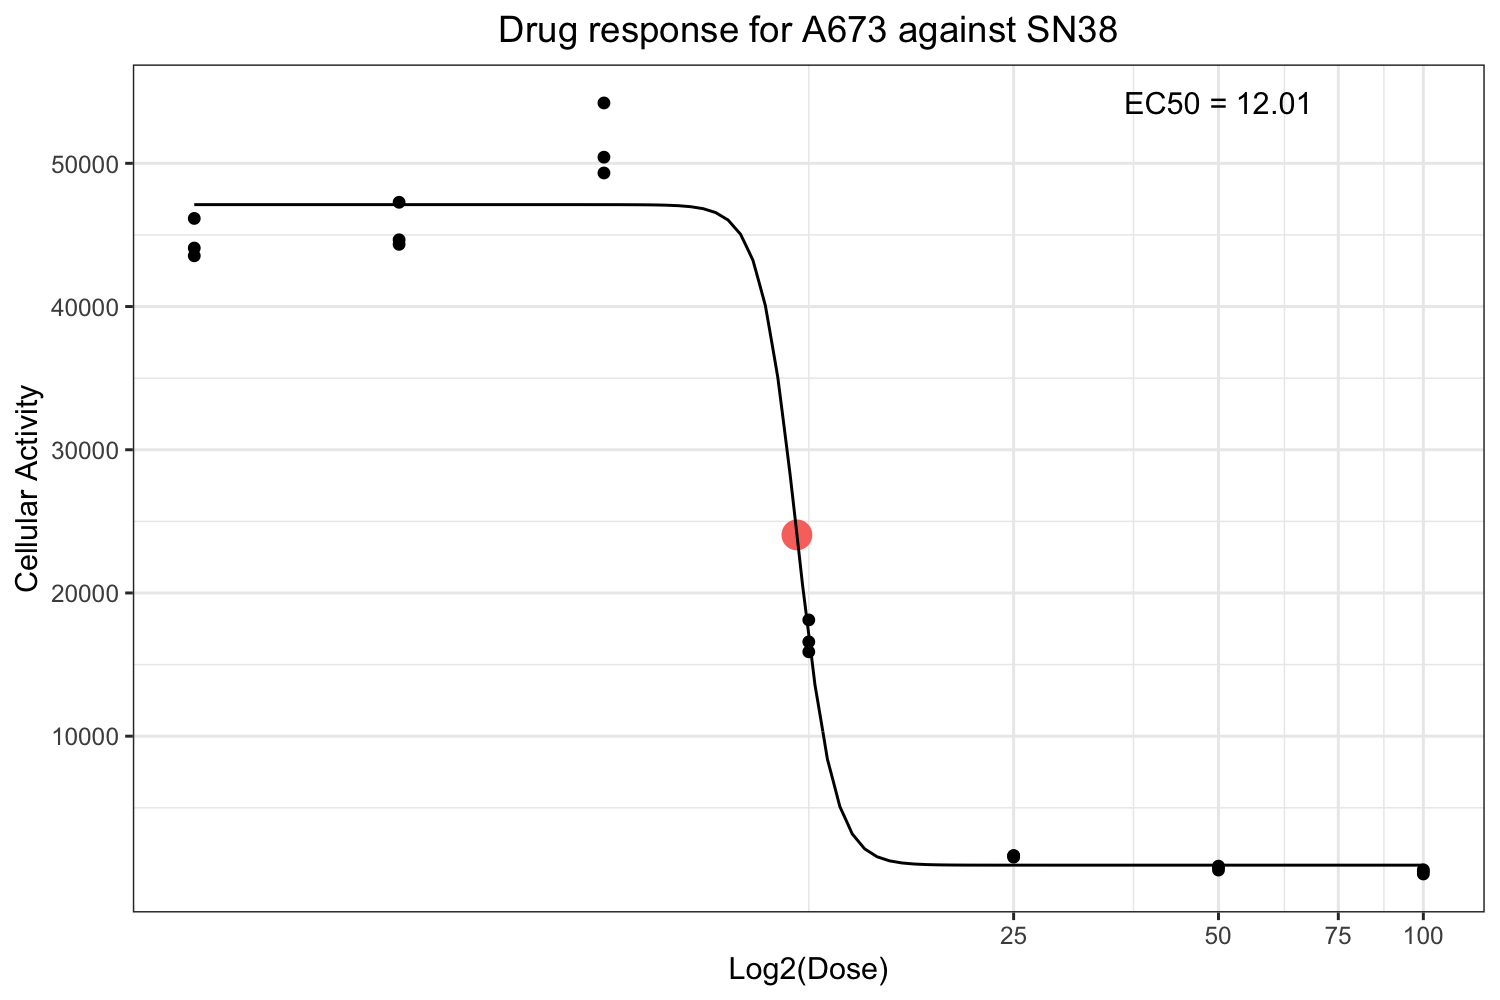 Drug response for A673 against SN38
EC50 = 12.01
Cellular Activity
50000
40000
30000
20000
10000
25 50 75 100
Log2(Dose)